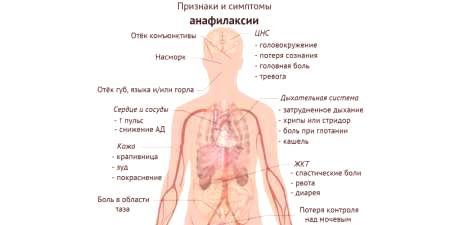 Признаки и симптомы
анафилаксии
Отёк конъюнктивы
Насморк
Отёк губ, языка и/или горла
ЦНС
- головокружение
- потеря сознания
- головная боль
- тревога
Сердце и сосуды
- ↑ пульс
- снижение АД
Дыхательная система
- затрудненное дыхание
- хрипы или стридор
- боль при глотании
- кашель
Кожа
- крапивница
- зуд
- покраснение
ЖКТ
- спастические боли
- рвота
- диарея
Боль в области
таза
Потеря контроля
над мочевым